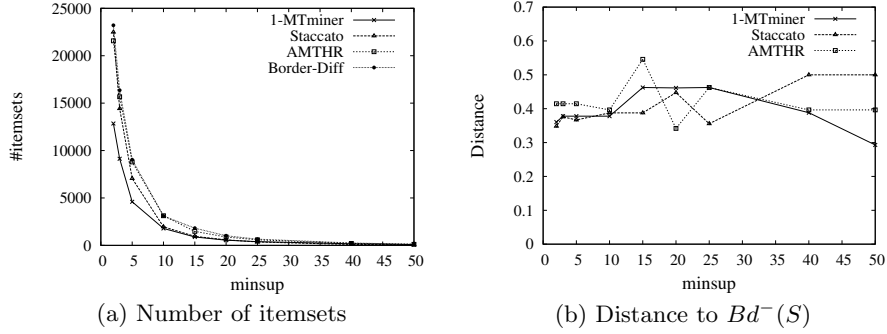 25000
20000
15000
10000
5000
0
#itemsets
1-MTminer
Staccato
AMTHR
Border-Diff
0 5 10 15 20 25 30 35 40 45 50
minsup
(a) Number of itemsets
0.7
0.6
0.5
0.4
0.3
0.2
0.1
0
Distance
1-MTminer
Staccato
AMTHR
0 5 10 15 20 25 30 35 40 45 50
minsup
(b) Distance to Bd⁻(S)